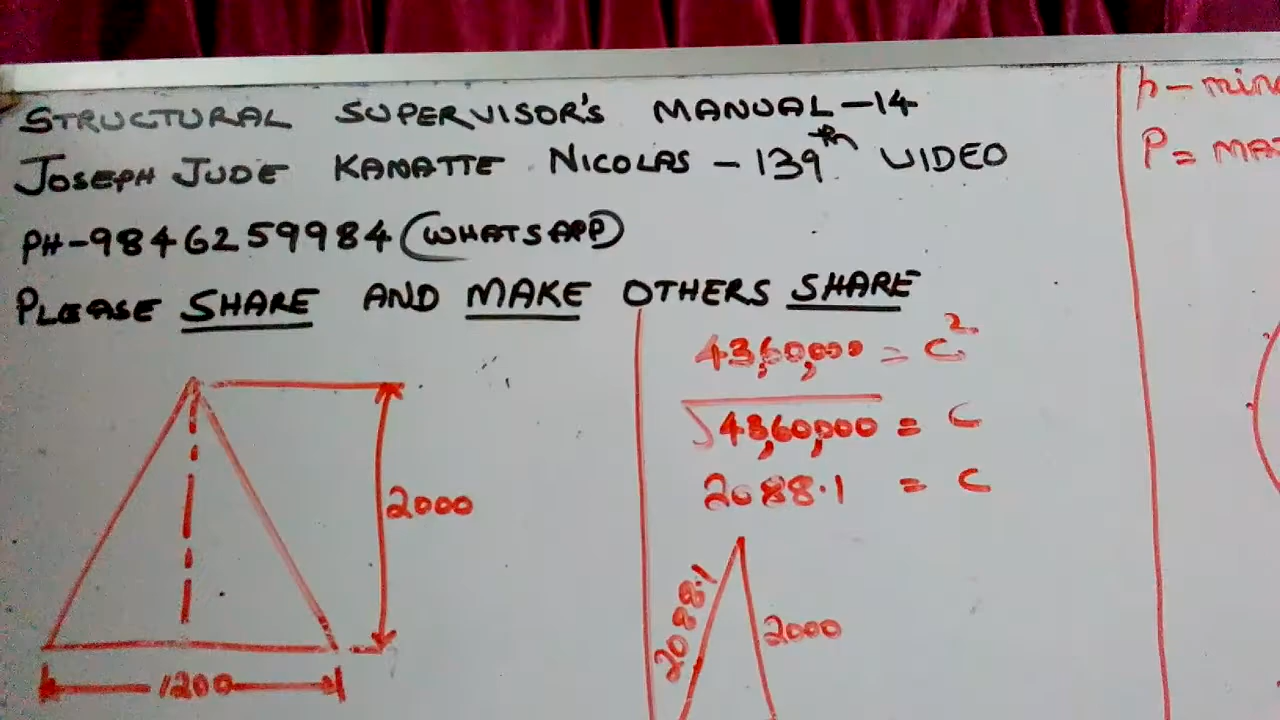 STRUCTURAL SUPERVISOR'S MANUAL-14
JOSEPH JUDE KANATTE NICOLAS - 139th VIDEO
PH-9846259984 (WHATSAPP)
PLEASE SHARE AND MAKE OTHERS SHARE
2000
1200
43,60,000 = C²
√43,60,000 = C
2088.1 = C
2088.1
2000
P =